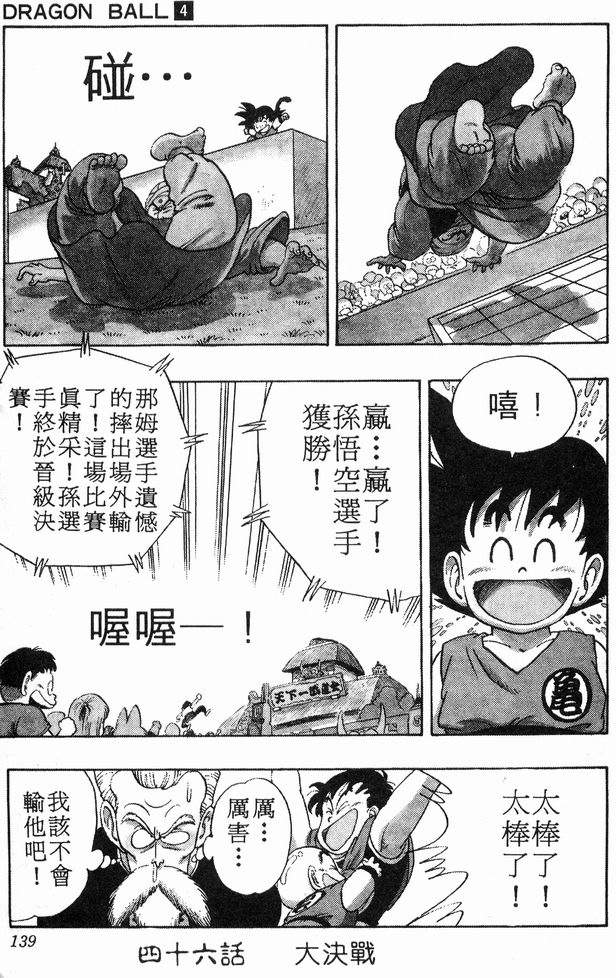 DRAGON BALL 4
碰…
嘻！
贏…贏了！
孫悟空選手
獲勝！
那姆選手遺憾
的摔出場外輸
了！這場比賽
真精采！孫選
手終於晉級決
賽！
喔喔—！
天下一武道大
亀
太棒了！
太棒了！
厲…
厲害…
我該不會
輸他吧！
139
四十六話 大決戰